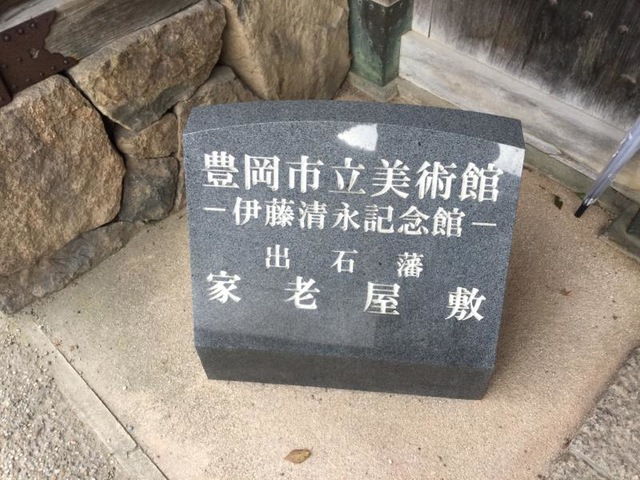 豊岡市立美術館
－伊藤清永記念館－
出石藩
家老屋敷